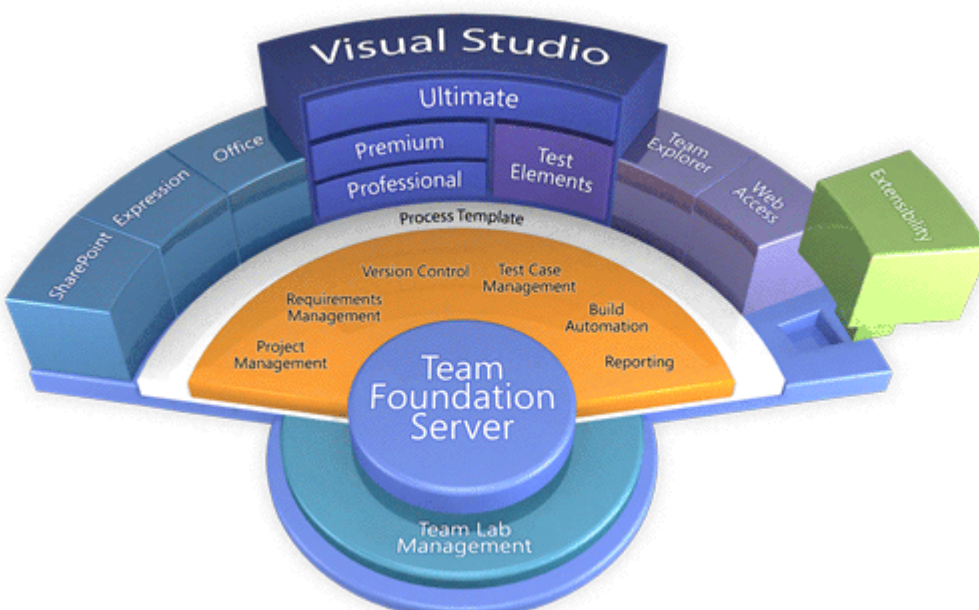 Visual Studio
Ultimate
Premium
Professional
Test
Elements
Office
Expression
SharePoint
Team
Explorer
Web
Access
Extensibility
Process Template
Version Control
Test Case
Management
Requirements
Management
Build
Automation
Project
Management
Reporting
Team
Foundation
Server
Team Lab
Management